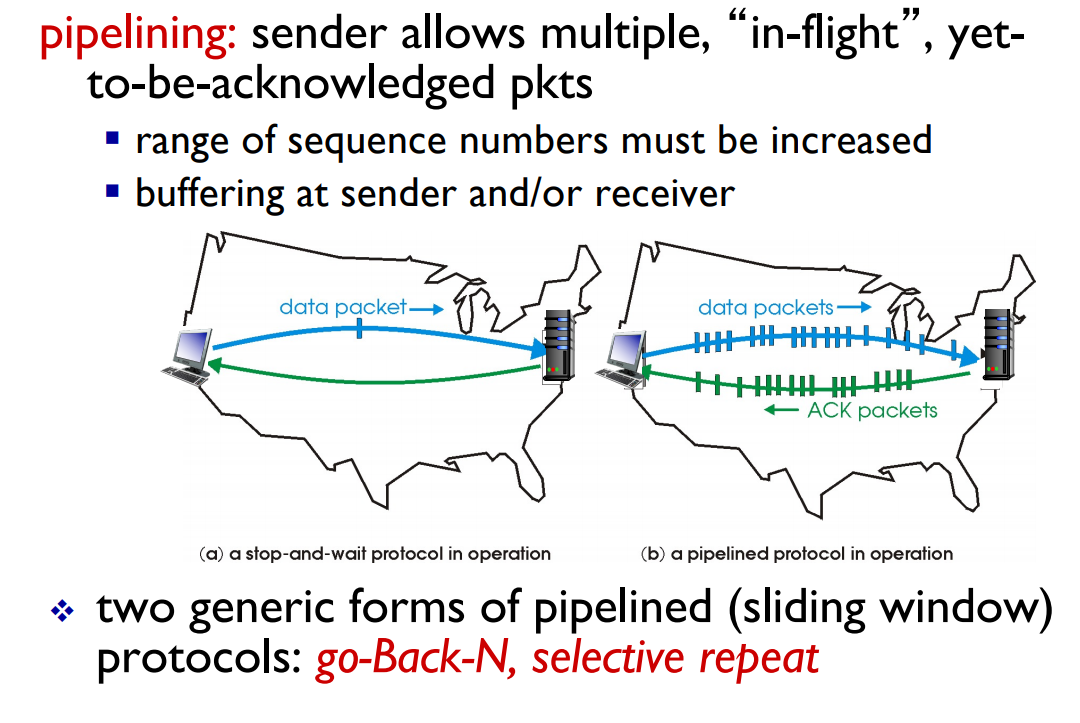 pipelining: sender allows multiple, “in-flight”, yet-
to-be-acknowledged pkts
▪ range of sequence numbers must be increased
▪ buffering at sender and/or receiver
data packet
data packets
ACK packets
(a) a stop-and-wait protocol in operation
(b) a pipelined protocol in operation
❖ two generic forms of pipelined (sliding window)
protocols: go-Back-N, selective repeat